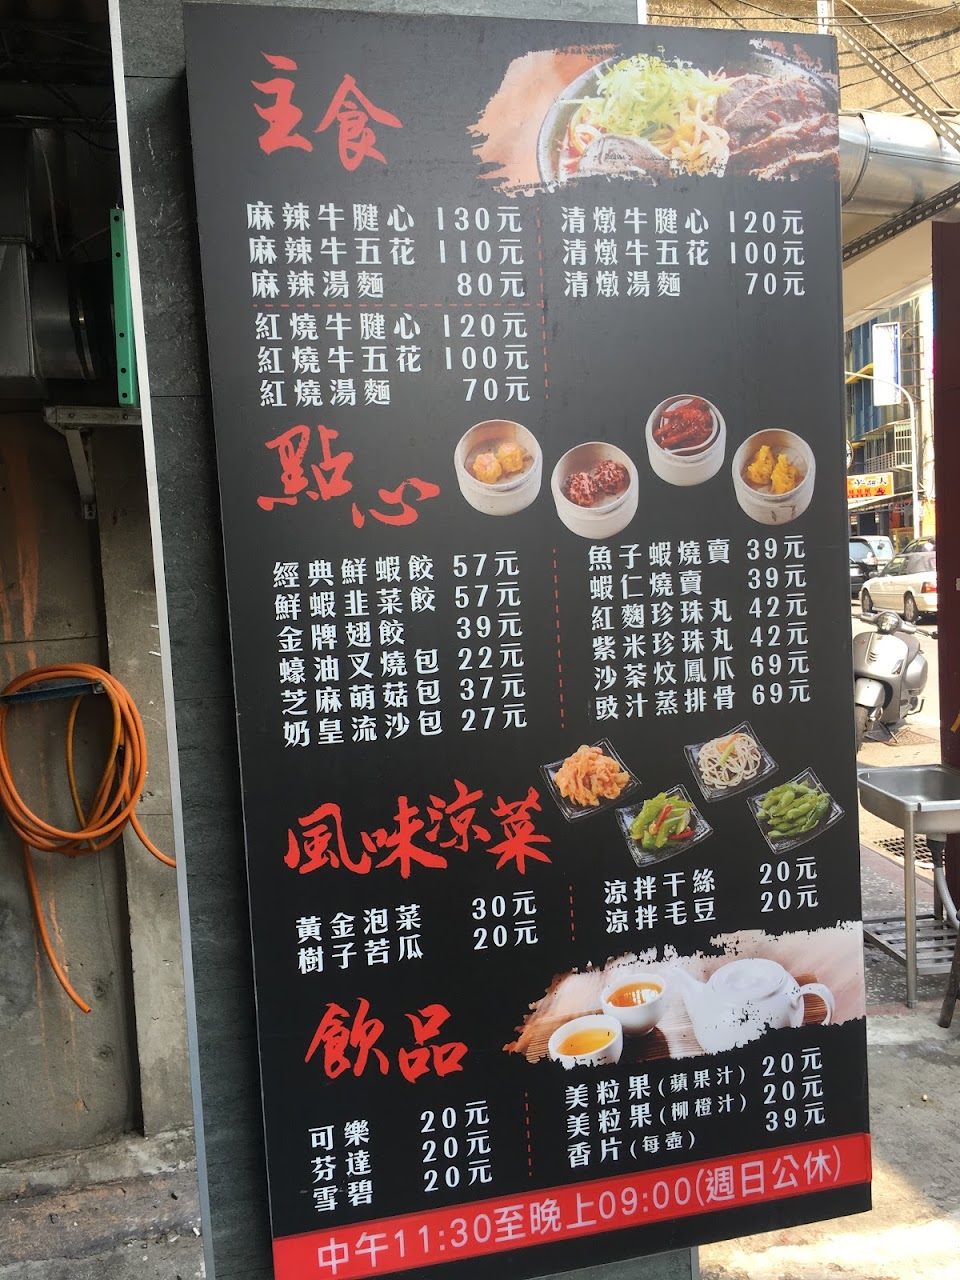 主食
麻辣牛腱心 130元
麻辣牛五花 110元
麻辣湯麵 80元
清燉牛腱心 120元
清燉牛五花 100元
清燉湯麵 70元
紅燒牛腱心 120元
紅燒牛五花 100元
紅燒湯麵 70元
點心
經典鮮蝦餃 57元
鮮蝦韭菜餃 57元
金牌翅餃 39元
蠔油叉燒包 22元
芝麻萌菇包 37元
奶皇流沙包 27元
魚子蝦燒賣 39元
蝦仁燒賣 39元
紅麴珍珠丸 42元
紫米珍珠丸 42元
沙茶炆鳳爪 69元
豉汁蒸排骨 69元
風味涼菜
黃金泡菜 30元
樹子苦瓜 20元
涼拌干絲 20元
涼拌毛豆 20元
飲品
可樂 20元
芬達 20元
雪碧 20元
美粒果(蘋果汁) 20元
美粒果(柳橙汁) 20元
香片(每壺) 39元
中午11:30至晚上09:00(週日公休)